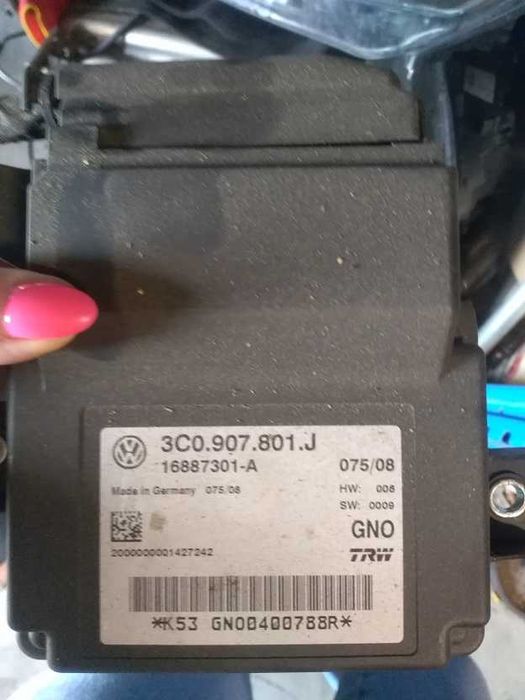 3C0.907.801.J
16887301-A 075/08
Made in Germany 075/08 HW: 008
SW: 0009
GNO
2000000001427242 TRW
*K53 GNO0400788R*